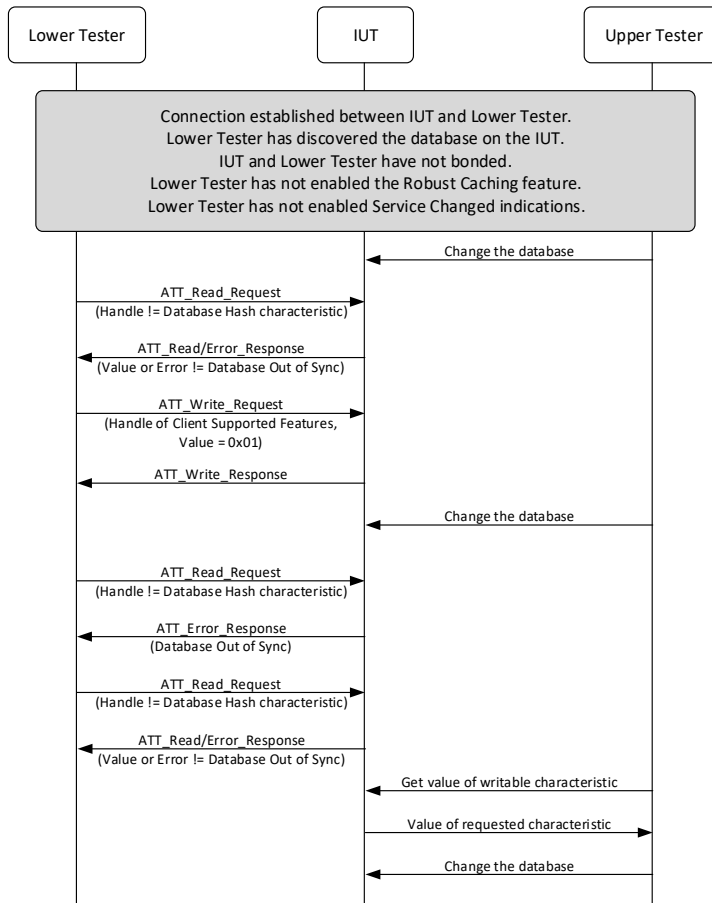 Lower Tester
IUT
Upper Tester
Connection established between IUT and Lower Tester.
Lower Tester has discovered the database on the IUT.
IUT and Lower Tester have not bonded.
Lower Tester has not enabled the Robust Caching feature.
Lower Tester has not enabled Service Changed indications.
Change the database
ATT_Read_Request
(Handle != Database Hash characteristic)
ATT_Read/Error_Response
(Value or Error != Database Out of Sync)
ATT_Write_Request
(Handle of Client Supported Features,
Value = 0x01)
ATT_Write_Response
Change the database
ATT_Read_Request
(Handle != Database Hash characteristic)
ATT_Error_Response
(Database Out of Sync)
ATT_Read_Request
(Handle != Database Hash characteristic)
ATT_Read/Error_Response
(Value or Error != Database Out of Sync)
Get value of writable characteristic
Value of requested characteristic
Change the database